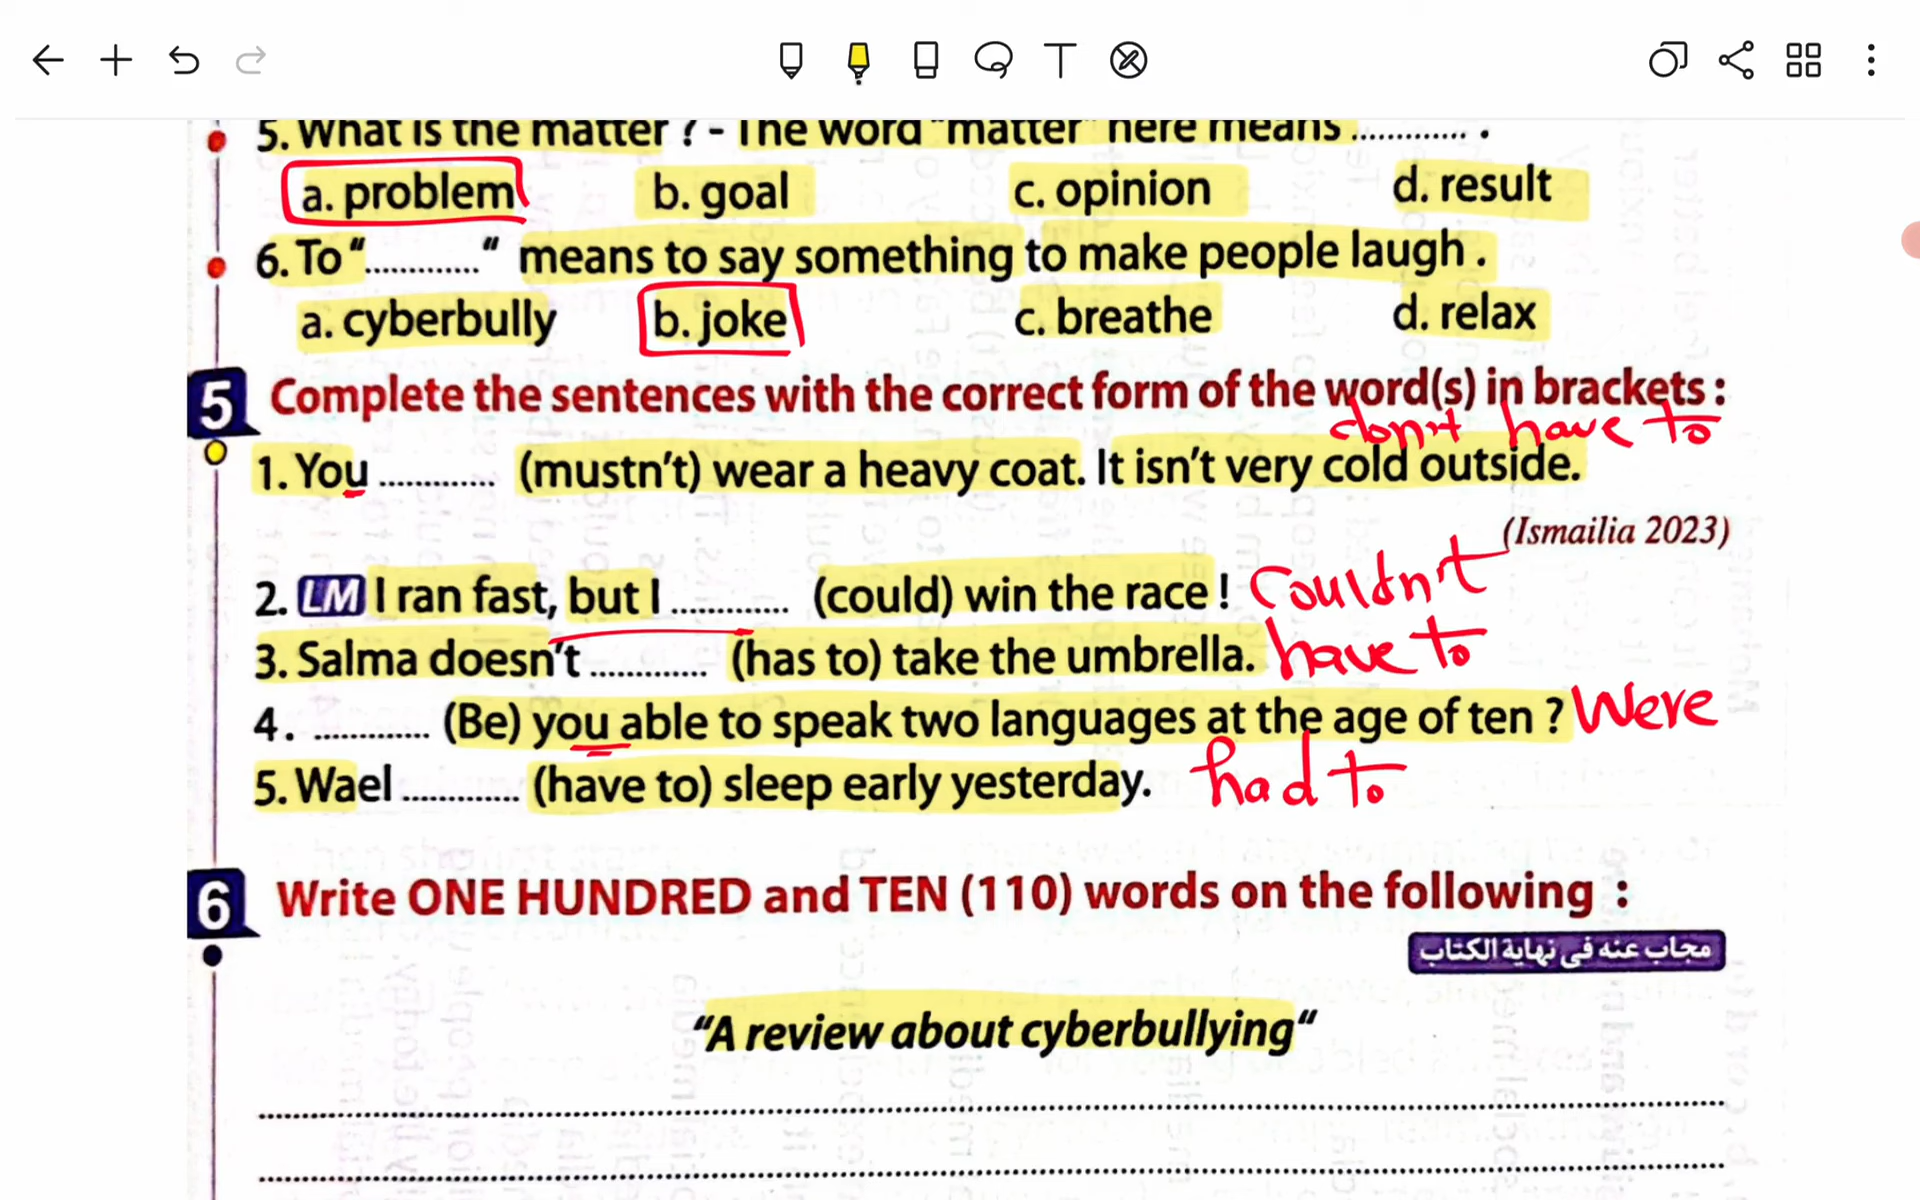 5. What is the matter ? - The word "matter" here means ............. .
a. problem b. goal c. opinion d. result
6. To "............." means to say something to make people laugh .
a. cyberbully b. joke c. breathe d. relax
5 Complete the sentences with the correct form of the word(s) in brackets :
don't have to
1. You ............. (mustn't) wear a heavy coat. It isn't very cold outside.
(Ismailia 2023)
2. LM I ran fast, but I ............. (could) win the race ! Couldn't
3. Salma doesn't ............. (has to) take the umbrella. have to
4. ............. (Be) you able to speak two languages at the age of ten ? Were
5. Wael ............. (have to) sleep early yesterday. had to
6 Write ONE HUNDRED and TEN (110) words on the following :
مجاب عنه فى نهاية الكتاب
"A review about cyberbullying"